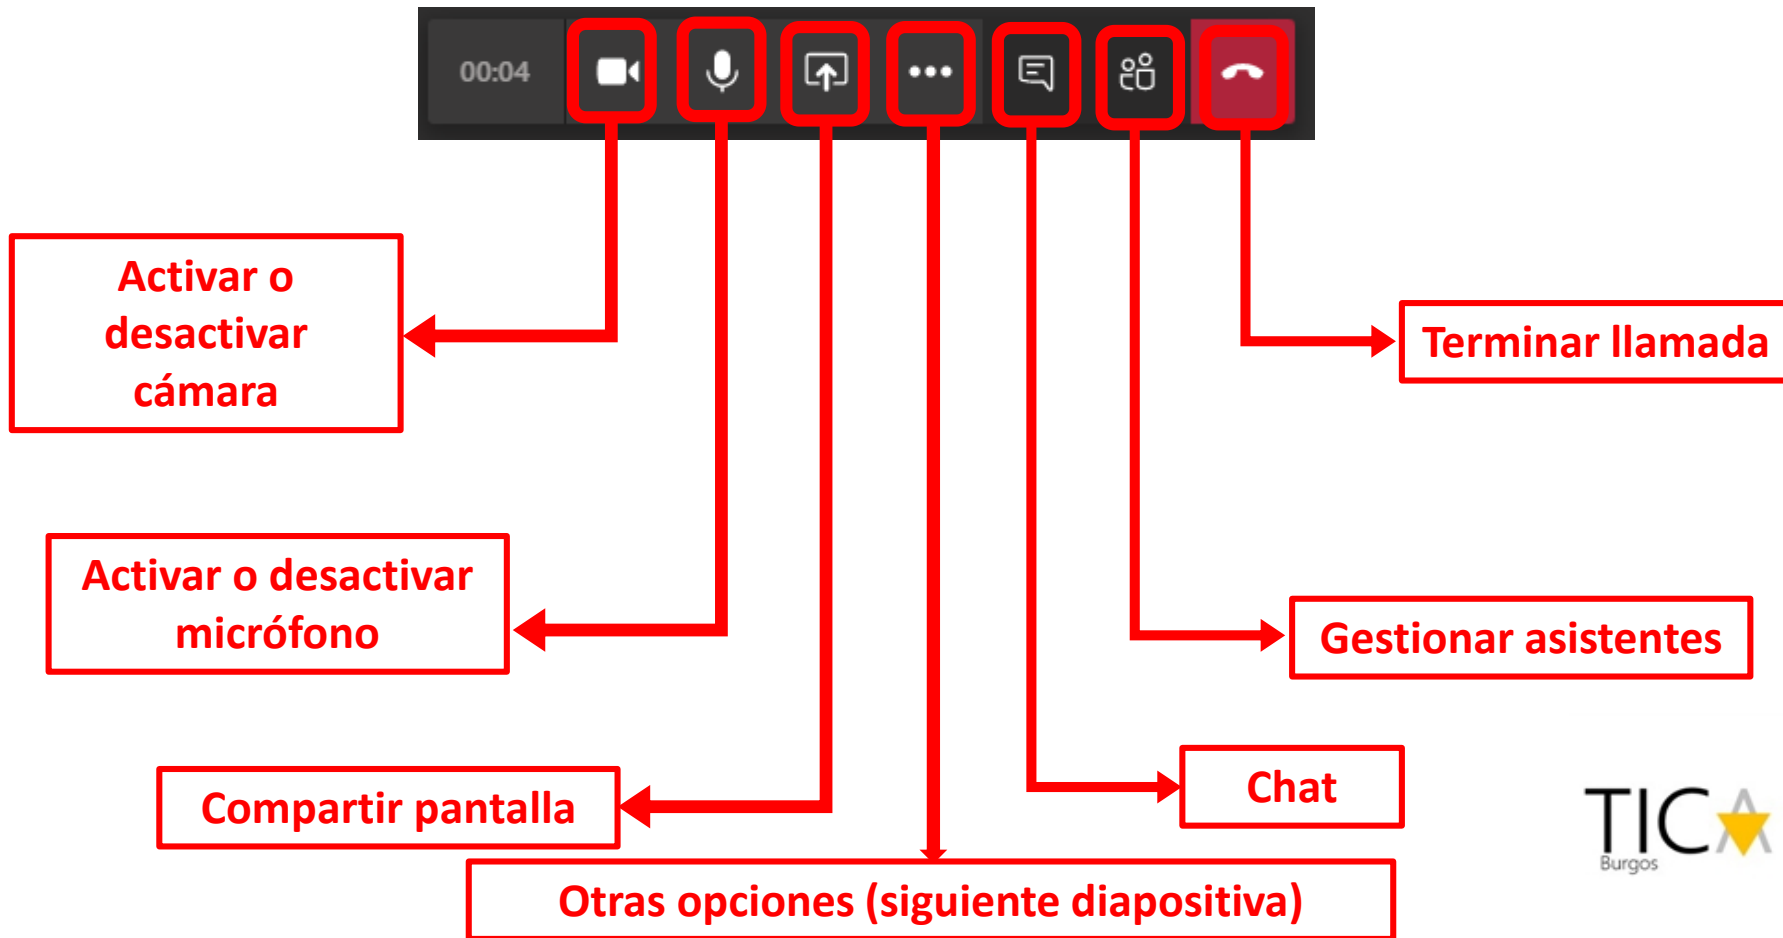 00:04
Activar o
desactivar
cámara
Terminar llamada
Activar o desactivar
micrófono
Gestionar asistentes
Compartir pantalla
Chat
Otras opciones (siguiente diapositiva)
TICA
Burgos